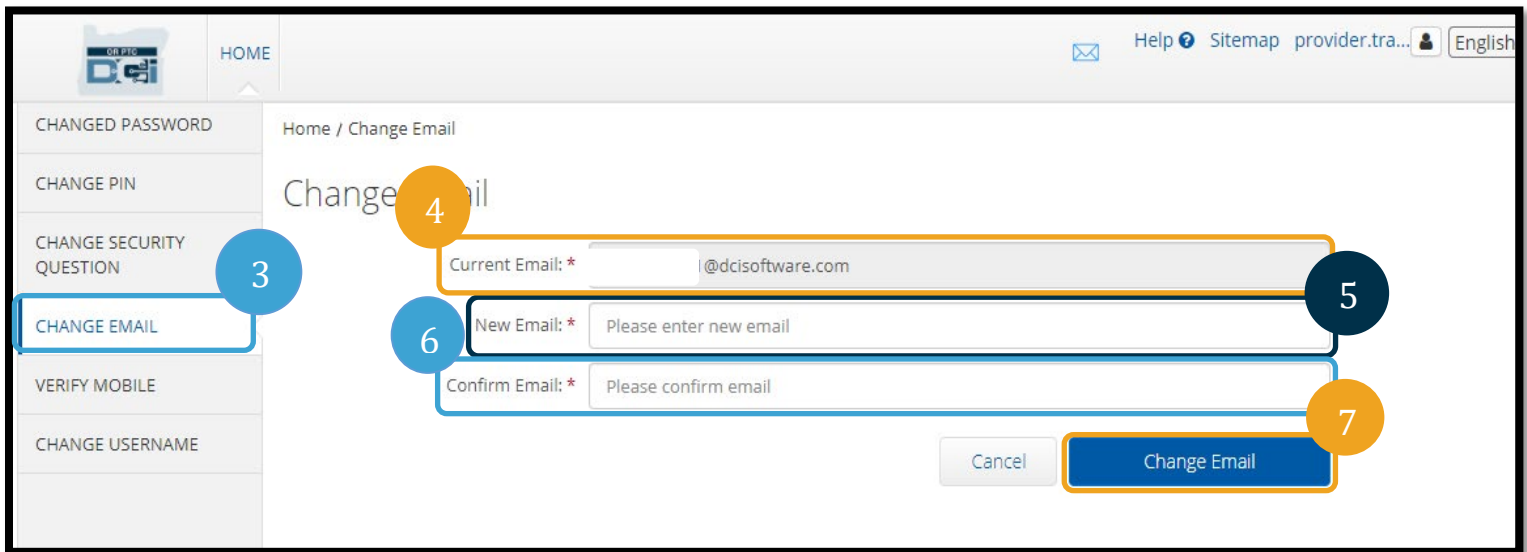 OR PTC
DCi
HOME
Help ? Sitemap provider.tra... English
CHANGED PASSWORD
CHANGE PIN
CHANGE SECURITY
QUESTION
3
CHANGE EMAIL
VERIFY MOBILE
CHANGE USERNAME
Home / Change Email
Change ail
4
Current Email: * @dcisoftware.com
5
New Email: * Please enter new email
6
Confirm Email: * Please confirm email
7
Cancel Change Email